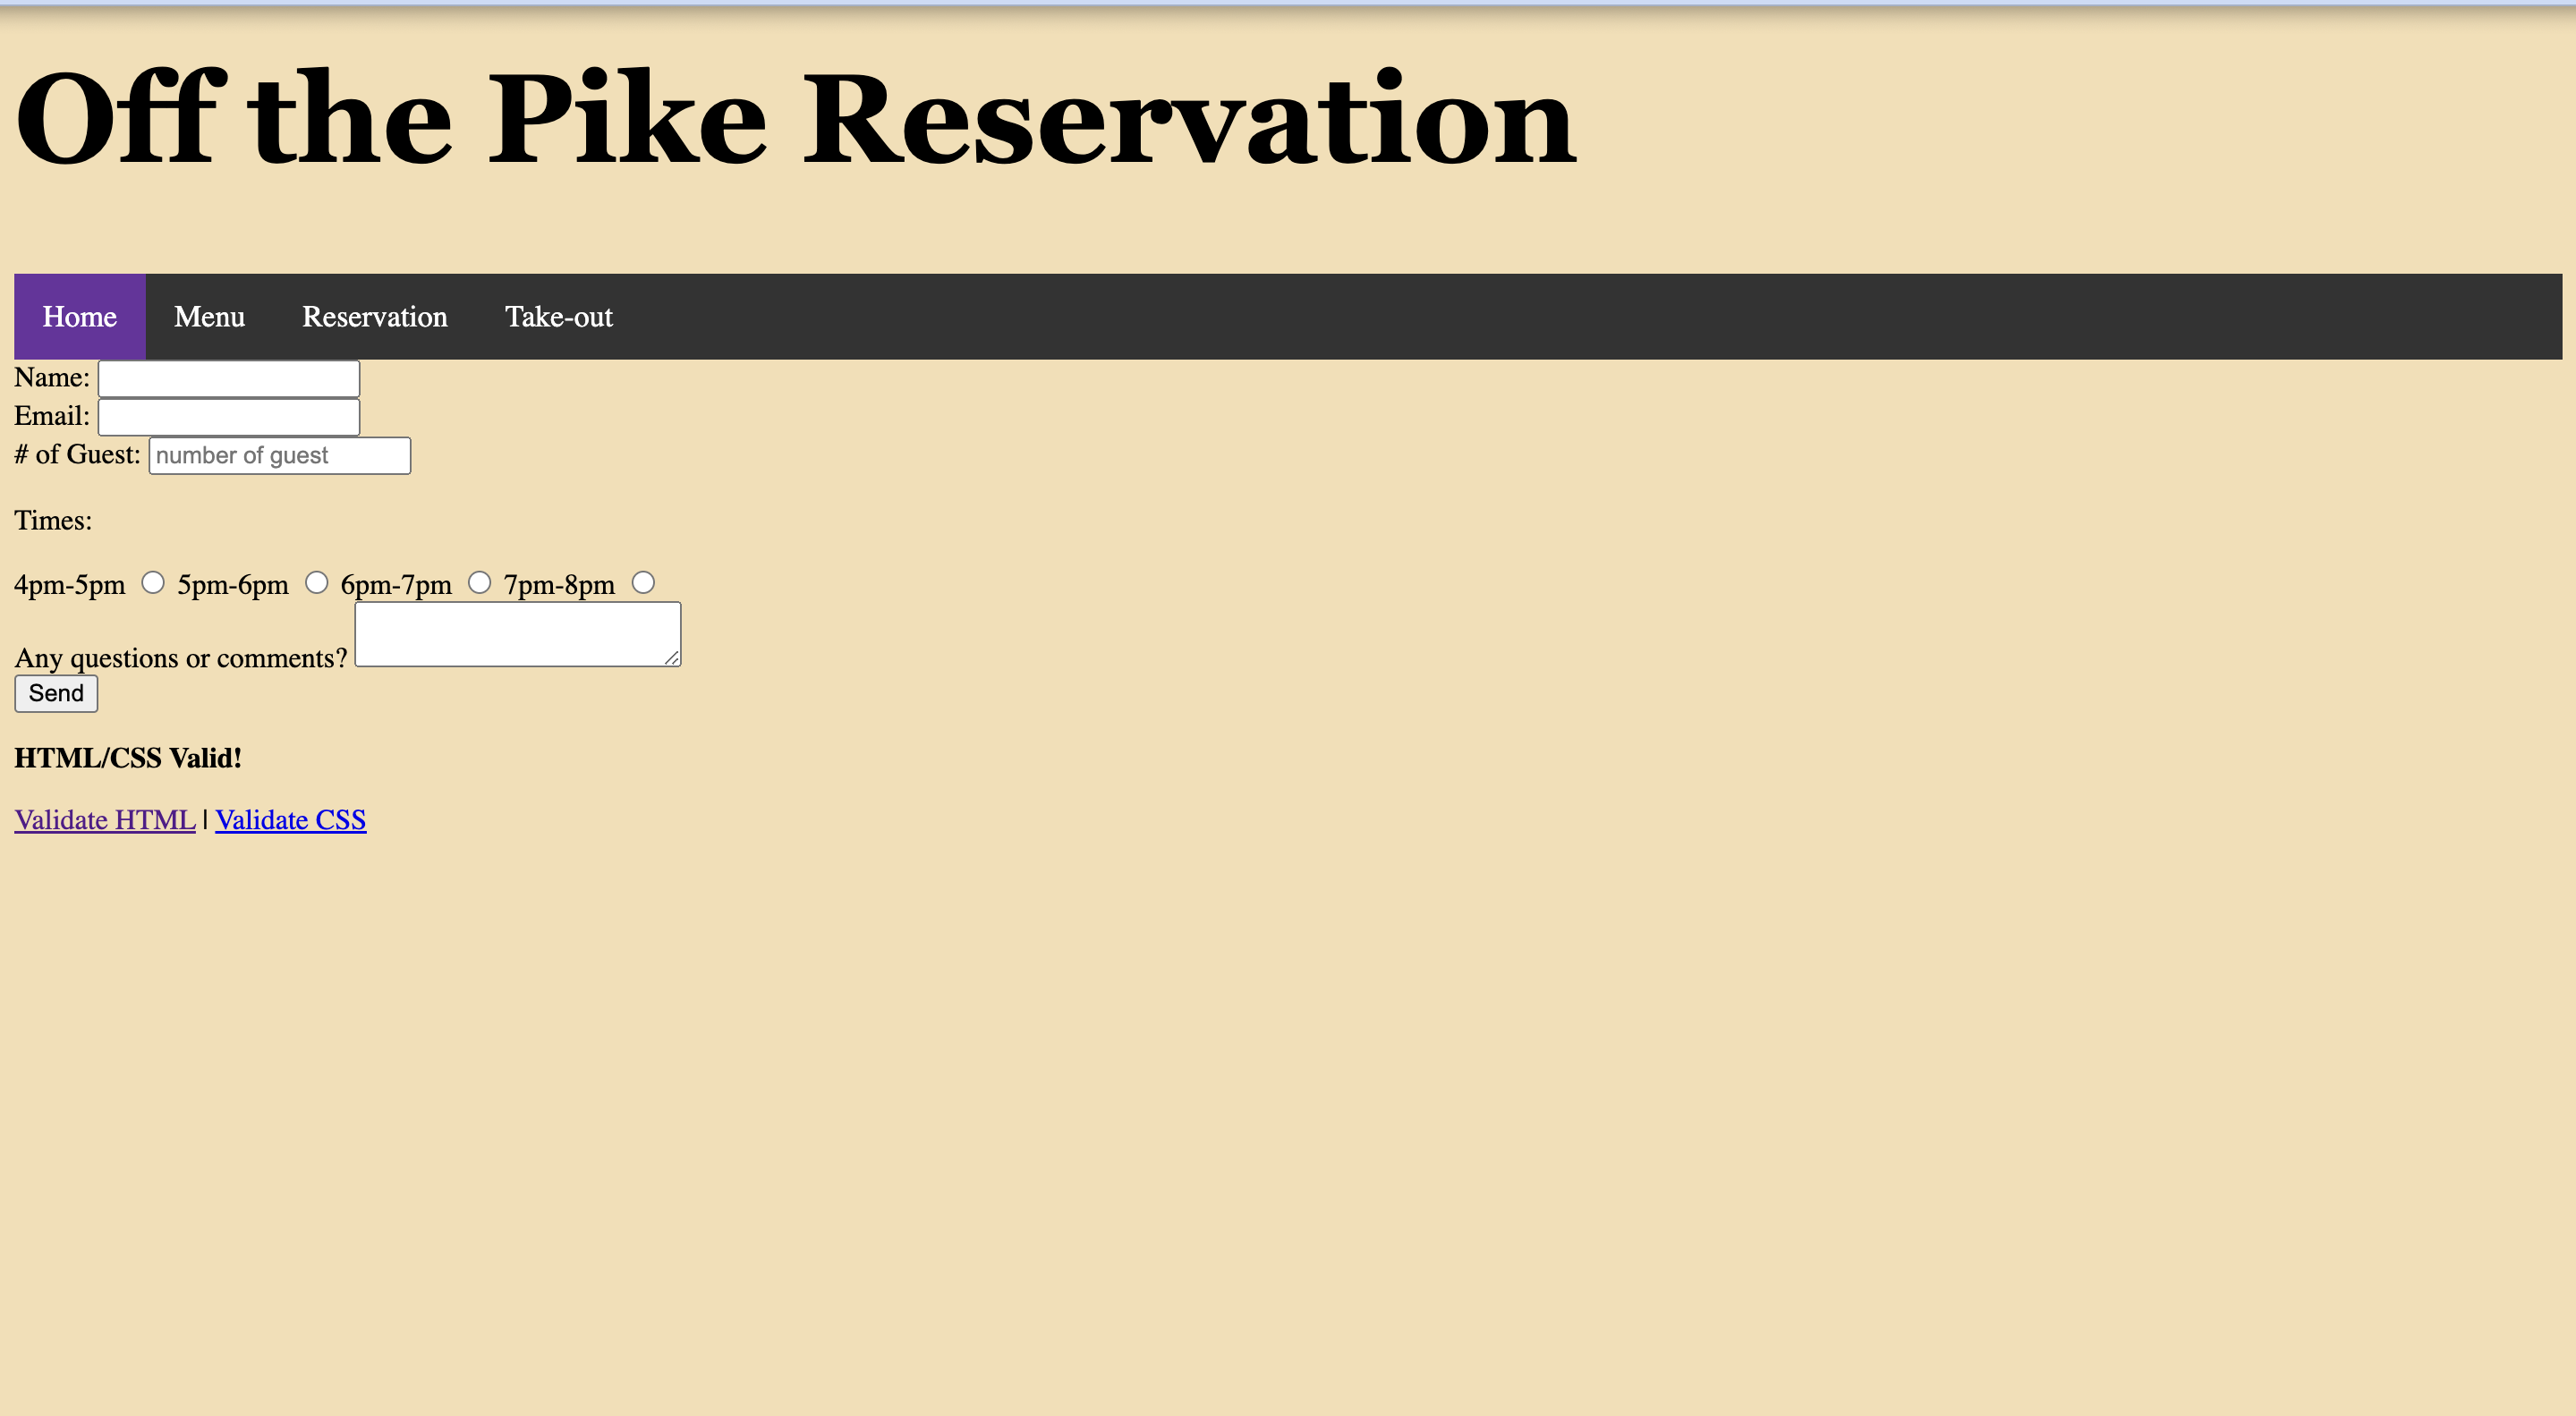 Off the Pike Reservation
Home Menu Reservation Take-out
Name:
Email:
# of Guest: number of guest
Times:
4pm-5pm 5pm-6pm 6pm-7pm 7pm-8pm
Any questions or comments?
Send
HTML/CSS Valid!
Validate HTML | Validate CSS